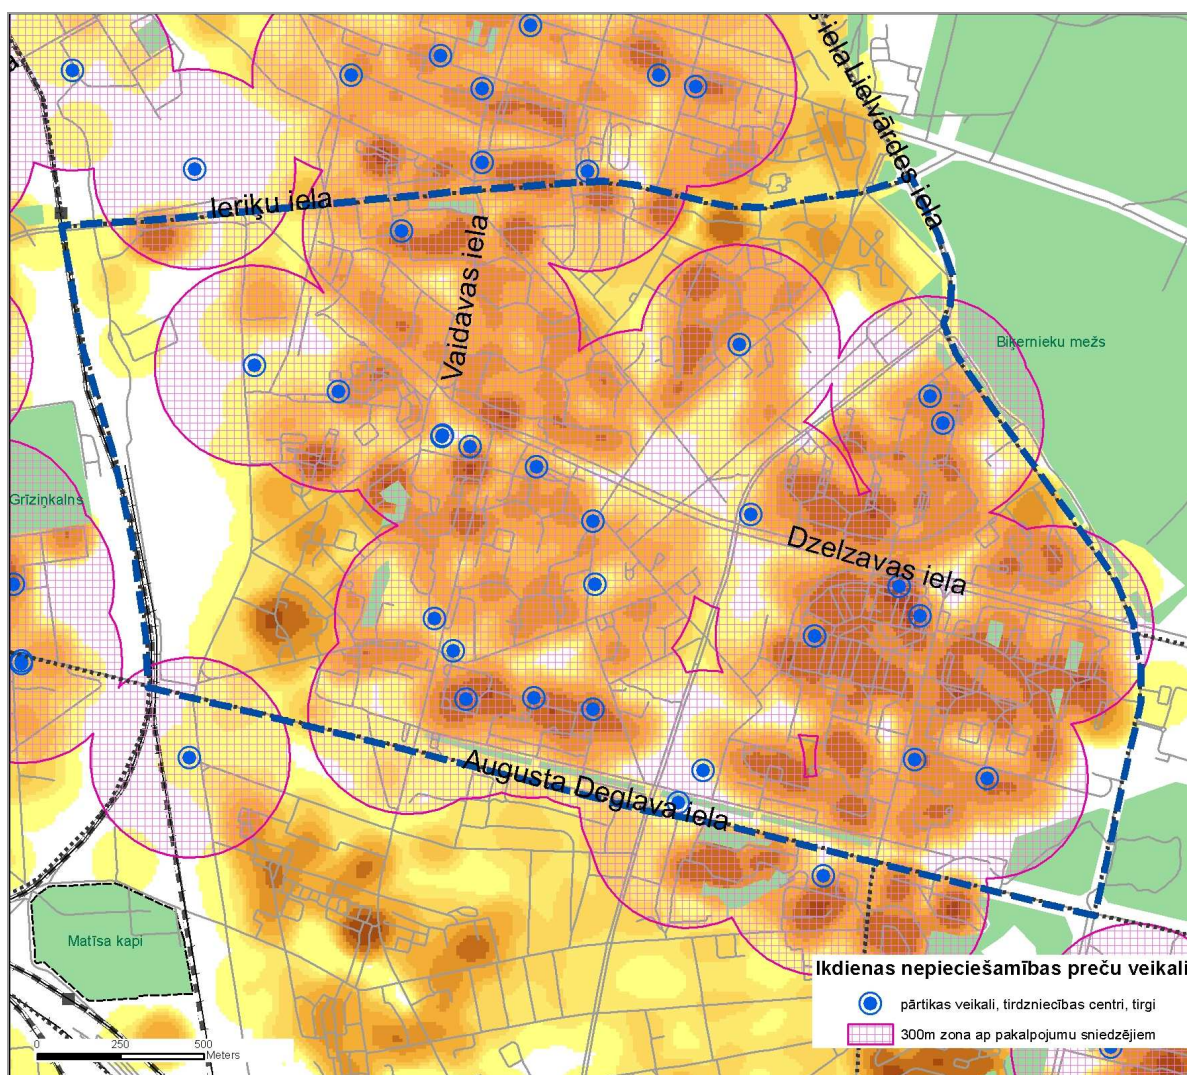 s iela
Lielvārdes iela
Ieriķu iela
Vaidavas iela
Biķernieku mežs
Grīziņkalns
Dzelzavas iela
Augusta Deglava iela
Matīsa kapi
Ikdienas nepieciešamības preču veikali
pārtikas veikali, tirdzniecības centri, tirgi
300m zona ap pakalpojumu sniedzējiem
0 250 500
Meters